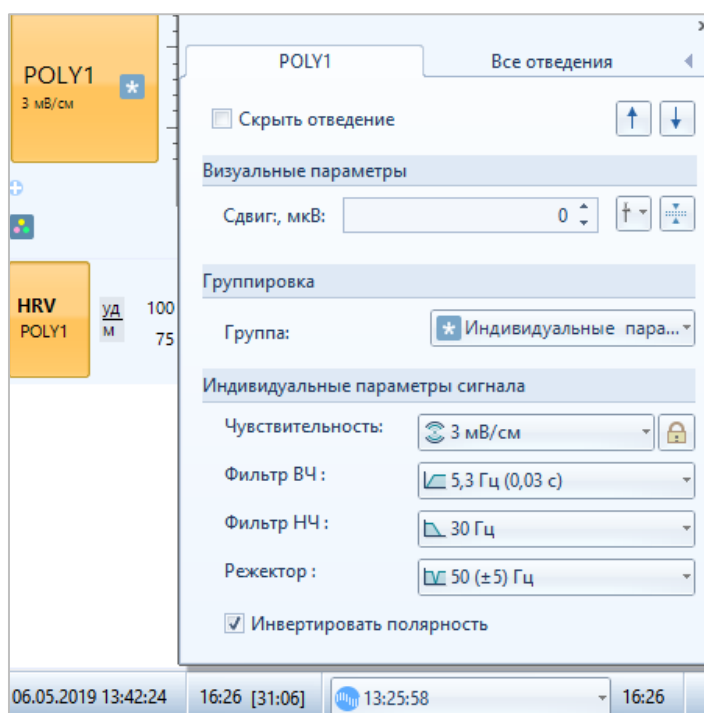 POLY1
3 мВ/см
HRV
POLY1
уд
м
100
75
POLY1
Все отведения
Скрыть отведение
Визуальные параметры
Сдвиг:, мкВ:
0
Группировка
Группа:
Индивидуальные пара...
Индивидуальные параметры сигнала
Чувствительность:
3 мВ/см
Фильтр ВЧ :
5,3 Гц (0,03 с)
Фильтр НЧ :
30 Гц
Режектор :
50 (±5) Гц
Инвертировать полярность
06.05.2019 13:42:24
16:26 [31:06]
13:25:58
16:26